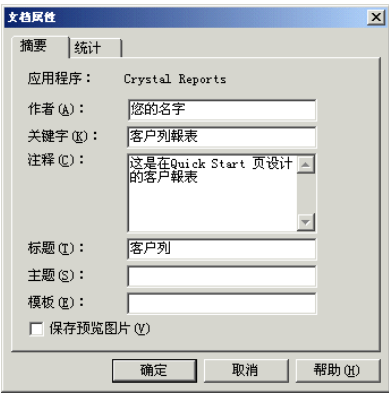 文档属性
摘要 统计
应用程序： Crystal Reports
作者(A)： 您的名字
关键字(K)： 客户列報表
注释(C)： 这是在Quick Start 页设计
的客户報表
标题(T)： 客户列
主题(S)：
模板(E)：
保存预览图片(V)
确定 取消 帮助(H)